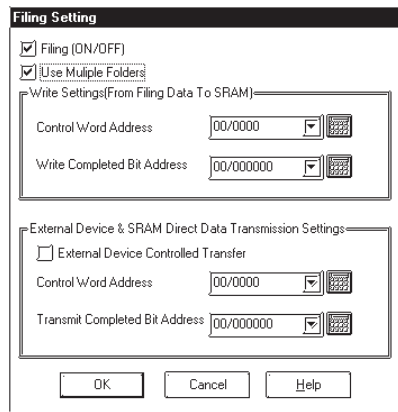 Filing Setting
Filing (ON/OFF)
Use Muliple Folders
Write Settings(From Filing Data To SRAM)
Control Word Address 00/0000
Write Completed Bit Address 00/000000
External Device & SRAM Direct Data Transmission Settings
External Device Controlled Transfer
Control Word Address 00/0000
Transmit Completed Bit Address 00/000000
OK Cancel Help